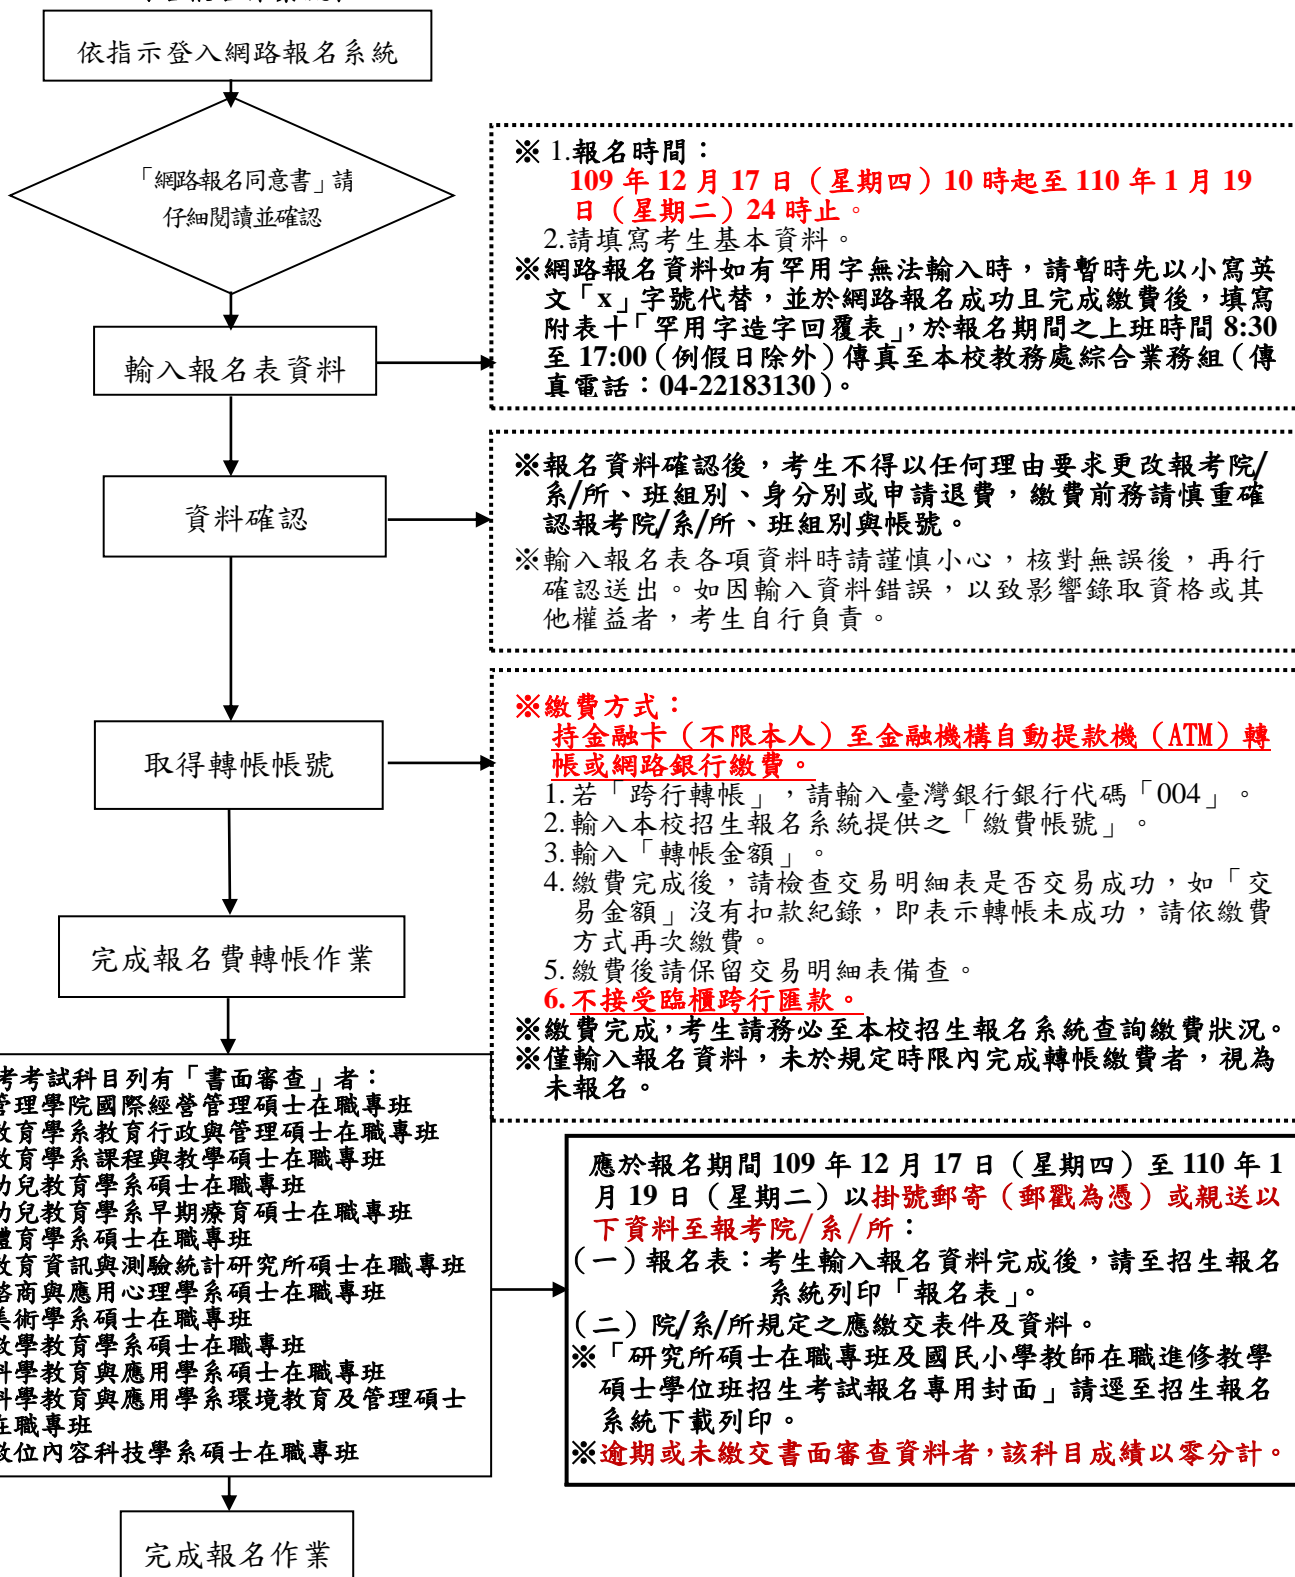 依指示登入網路報名系統
「網路報名同意書」請
仔細閱讀並確認
※ 1.報名時間：
109 年 12 月 17 日（星期四）10 時起至 110 年 1 月 19
日（星期二）24 時止。
2.請填寫考生基本資料。
※網路報名資料如有罕用字無法輸入時，請暫時先以小寫英
文「x」字號代替，並於網路報名成功且完成繳費後，填寫
附表十「罕用字造字回覆表」，於報名期間之上班時間 8:30
至 17:00（例假日除外）傳真至本校教務處綜合業務組（傳
真電話：04-22183130）。
輸入報名表資料
※報名資料確認後，考生不得以任何理由要求更改報考院/
系/所、班組別、身分別或申請退費，繳費前務請慎重確
認報考院/系/所、班組別與帳號。
※輸入報名表各項資料時請謹慎小心，核對無誤後，再行
確認送出。如因輸入資料錯誤，以致影響錄取資格或其
他權益者，考生自行負責。
資料確認
※繳費方式：
持金融卡（不限本人）至金融機構自動提款機（ATM）轉
帳或網路銀行繳費。
1.若「跨行轉帳」，請輸入臺灣銀行銀行代碼「004」。
2.輸入本校招生報名系統提供之「繳費帳號」。
3.輸入「轉帳金額」。
4.繳費完成後，請檢查交易明細表是否交易成功，如「交
易金額」沒有扣款紀錄，即表示轉帳未成功，請依繳費
方式再次繳費。
5.繳費後請保留交易明細表備查。
6.不接受臨櫃跨行匯款。
※繳費完成，考生請務必至本校招生報名系統查詢繳費狀況。
※僅輸入報名資料，未於規定時限內完成轉帳繳費者，視為
未報名。
取得轉帳帳號
完成報名費轉帳作業
考考試科目列有「書面審查」者：
管理學院國際經營管理碩士在職專班
教育學系教育行政與管理碩士在職專班
教育學系課程與教學碩士在職專班
幼兒教育學系碩士在職專班
幼兒教育學系早期療育碩士在職專班
體育學系碩士在職專班
教育資訊與測驗統計研究所碩士在職專班
諮商與應用心理學系碩士在職專班
美術學系碩士在職專班
數學教育學系碩士在職專班
科學教育與應用學系碩士在職專班
科學教育與應用學系環境教育及管理碩士
在職專班
數位內容科技學系碩士在職專班
應於報名期間 109 年 12 月 17 日（星期四）至 110 年 1
月 19 日（星期二）以掛號郵寄（郵戳為憑）或親送以
下資料至報考院/系/所：
（一）報名表：考生輸入報名資料完成後，請至招生報名
系統列印「報名表」。
（二）院/系/所規定之應繳交表件及資料。
※「研究所碩士在職專班及國民小學教師在職進修教學
碩士學位班招生考試報名專用封面」請逕至招生報名
系統下載列印。
※逾期或未繳交書面審查資料者，該科目成績以零分計。
完成報名作業